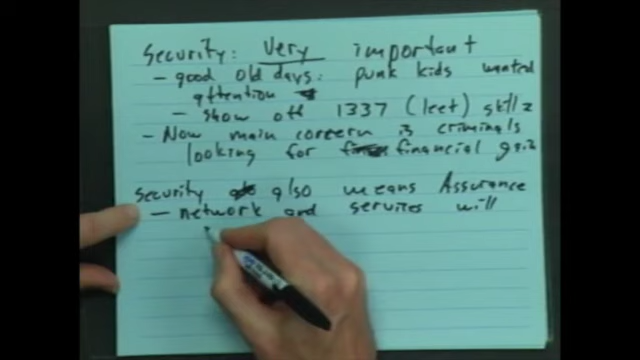 Security: Very important
- good old days: punk kids wanted
attention
- show off 1337 (leet) skillz
- Now main concern is criminals
looking for financial gain
Security also means Assurance
- network and services will